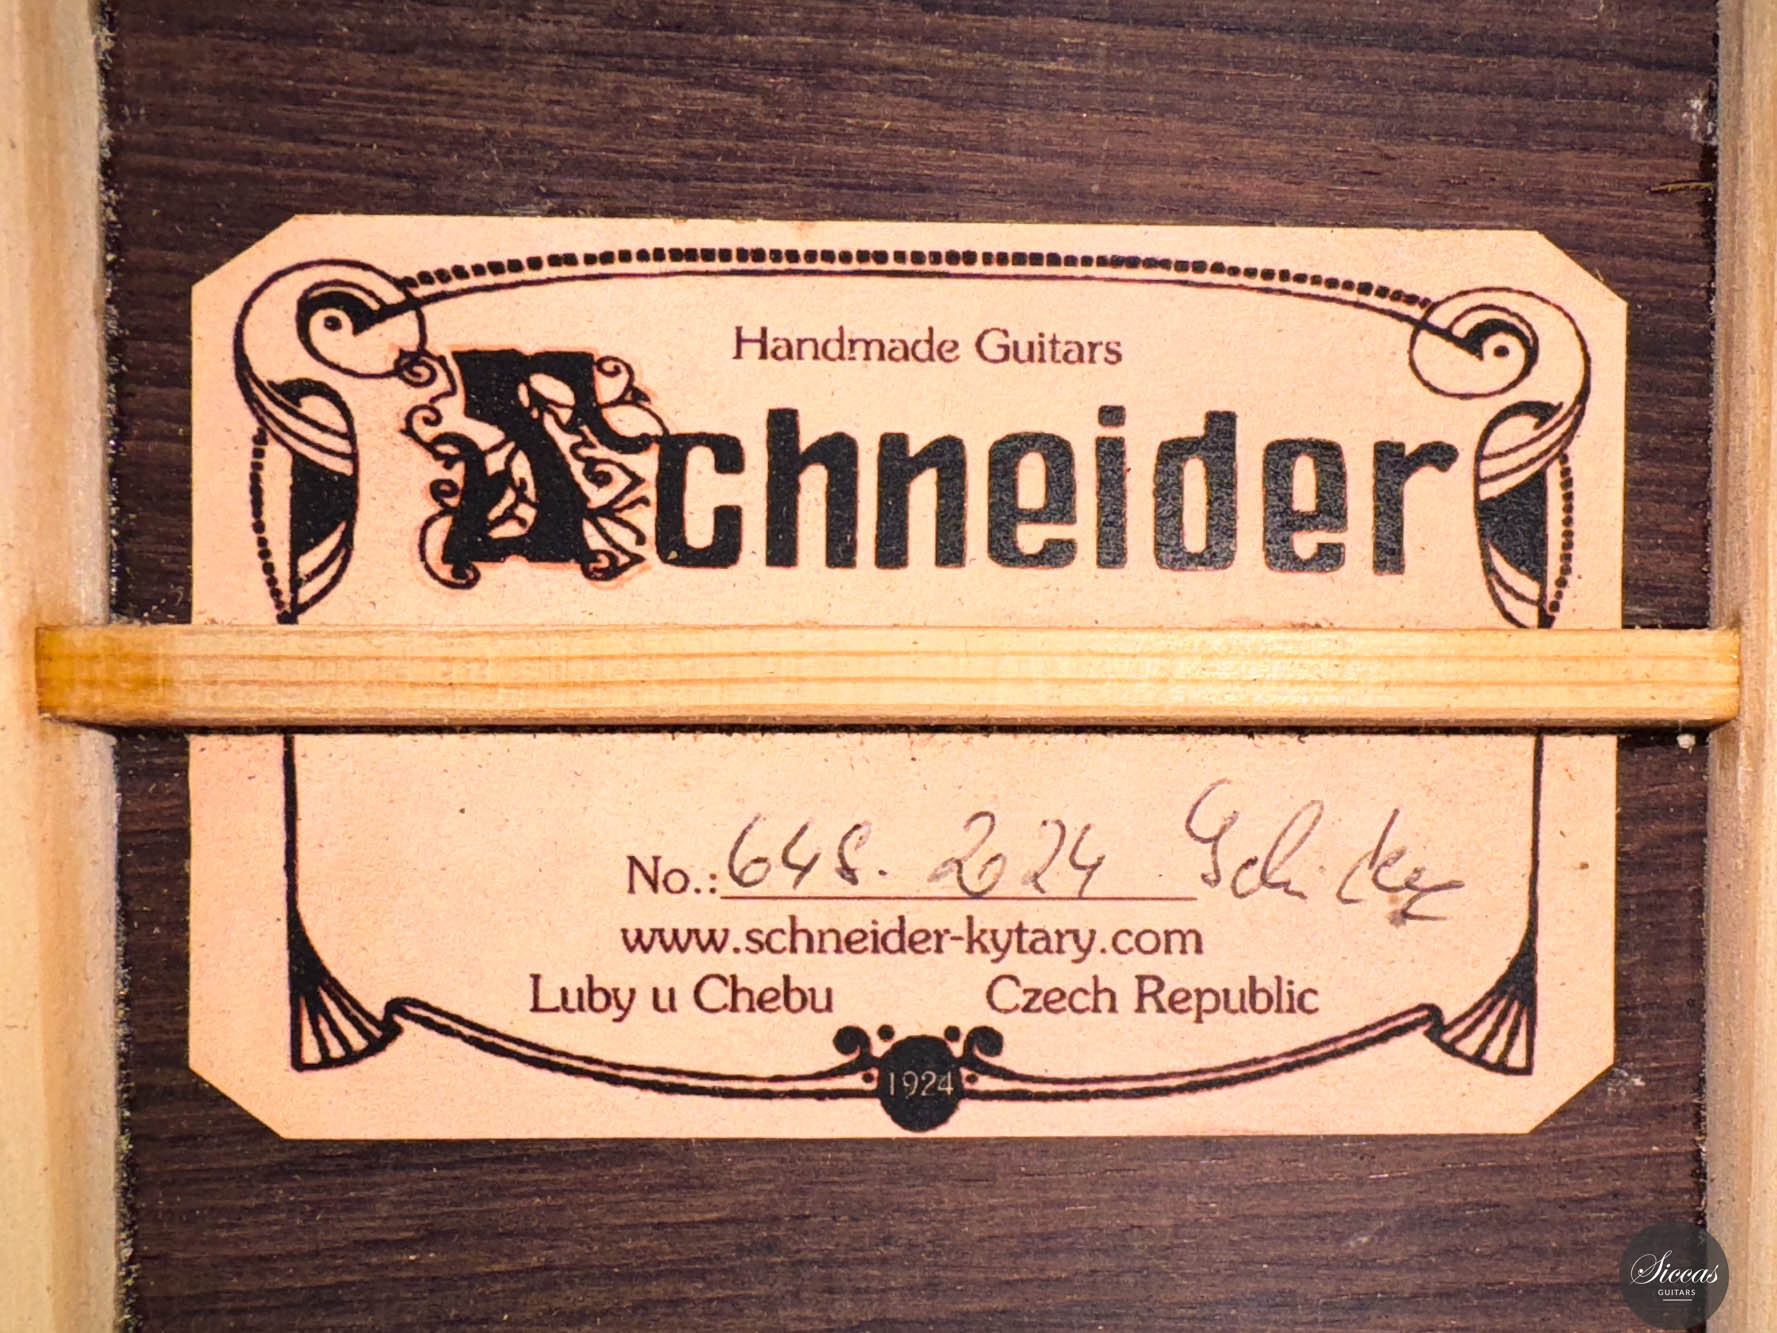 Handmade Guitars
Schneider
No.: 648. 2024
www.schneider-kytary.com
Luby u Chebu Czech Republic
1924
Siccas
GUITARS